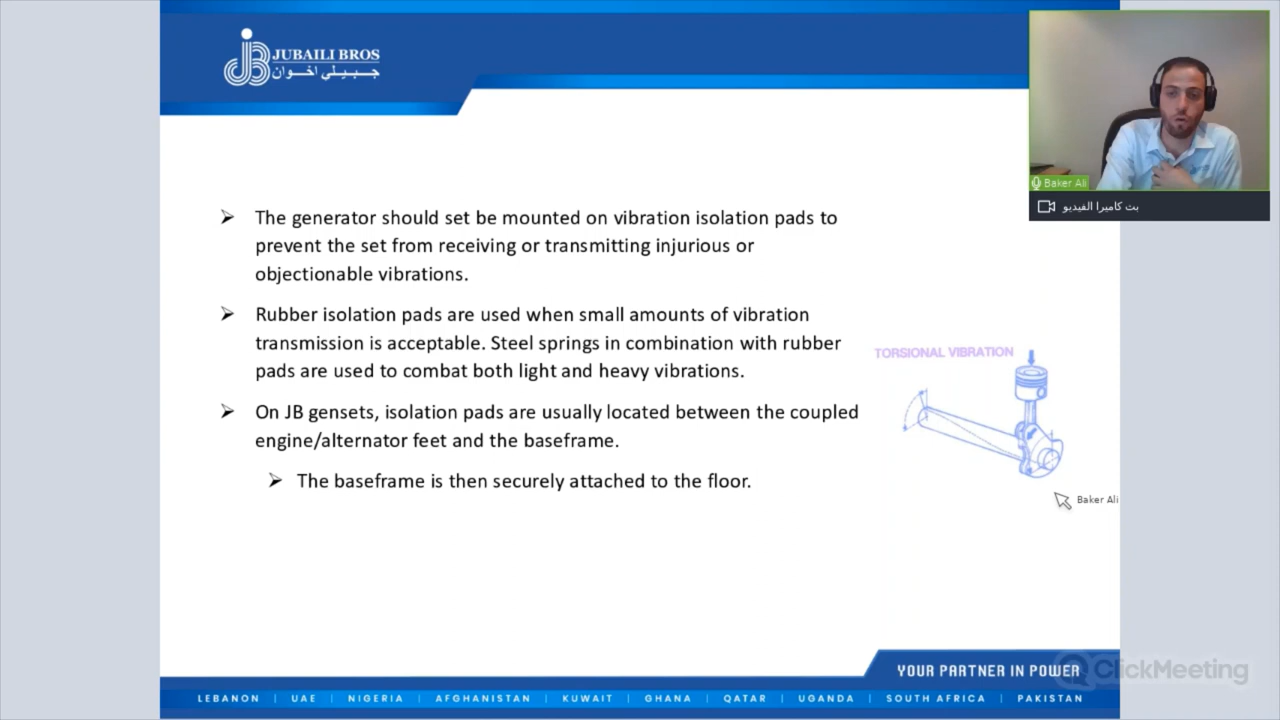 JUBAILI BROS
جبيلي اخوان
The generator should set be mounted on vibration isolation pads to
prevent the set from receiving or transmitting injurious or
objectionable vibrations.
Rubber isolation pads are used when small amounts of vibration
transmission is acceptable. Steel springs in combination with rubber
pads are used to combat both light and heavy vibrations.
On JB gensets, isolation pads are usually located between the coupled
engine/alternator feet and the baseframe.
The baseframe is then securely attached to the floor.
TORSIONAL VIBRATION
Baker Ali
Baker Ali
بث كاميرا الفيديو
YOUR PARTNER IN POWER
ClickMeeting
LEBANON | UAE | NIGERIA | AFGHANISTAN | KUWAIT | GHANA | QATAR | UGANDA | SOUTH AFRICA | PAKISTAN